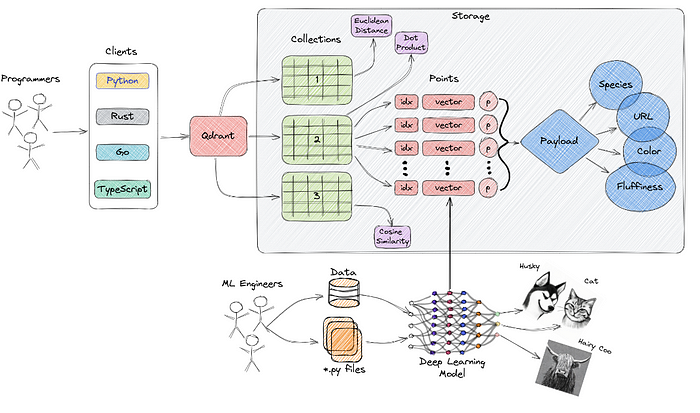 Storage
Clients
Programmers
Python
Rust
Go
TypeScript
Qdrant
Collections
1
2
3
Euclidean
Distance
Dot
Product
Cosine
Similarity
Points
idx vector p
idx vector p
idx vector p
idx vector p
Payload
Species
URL
Color
Fluffiness
ML Engineers
Data
*.py files
Deep Learning
Model
Husky
Cat
Hairy Coo